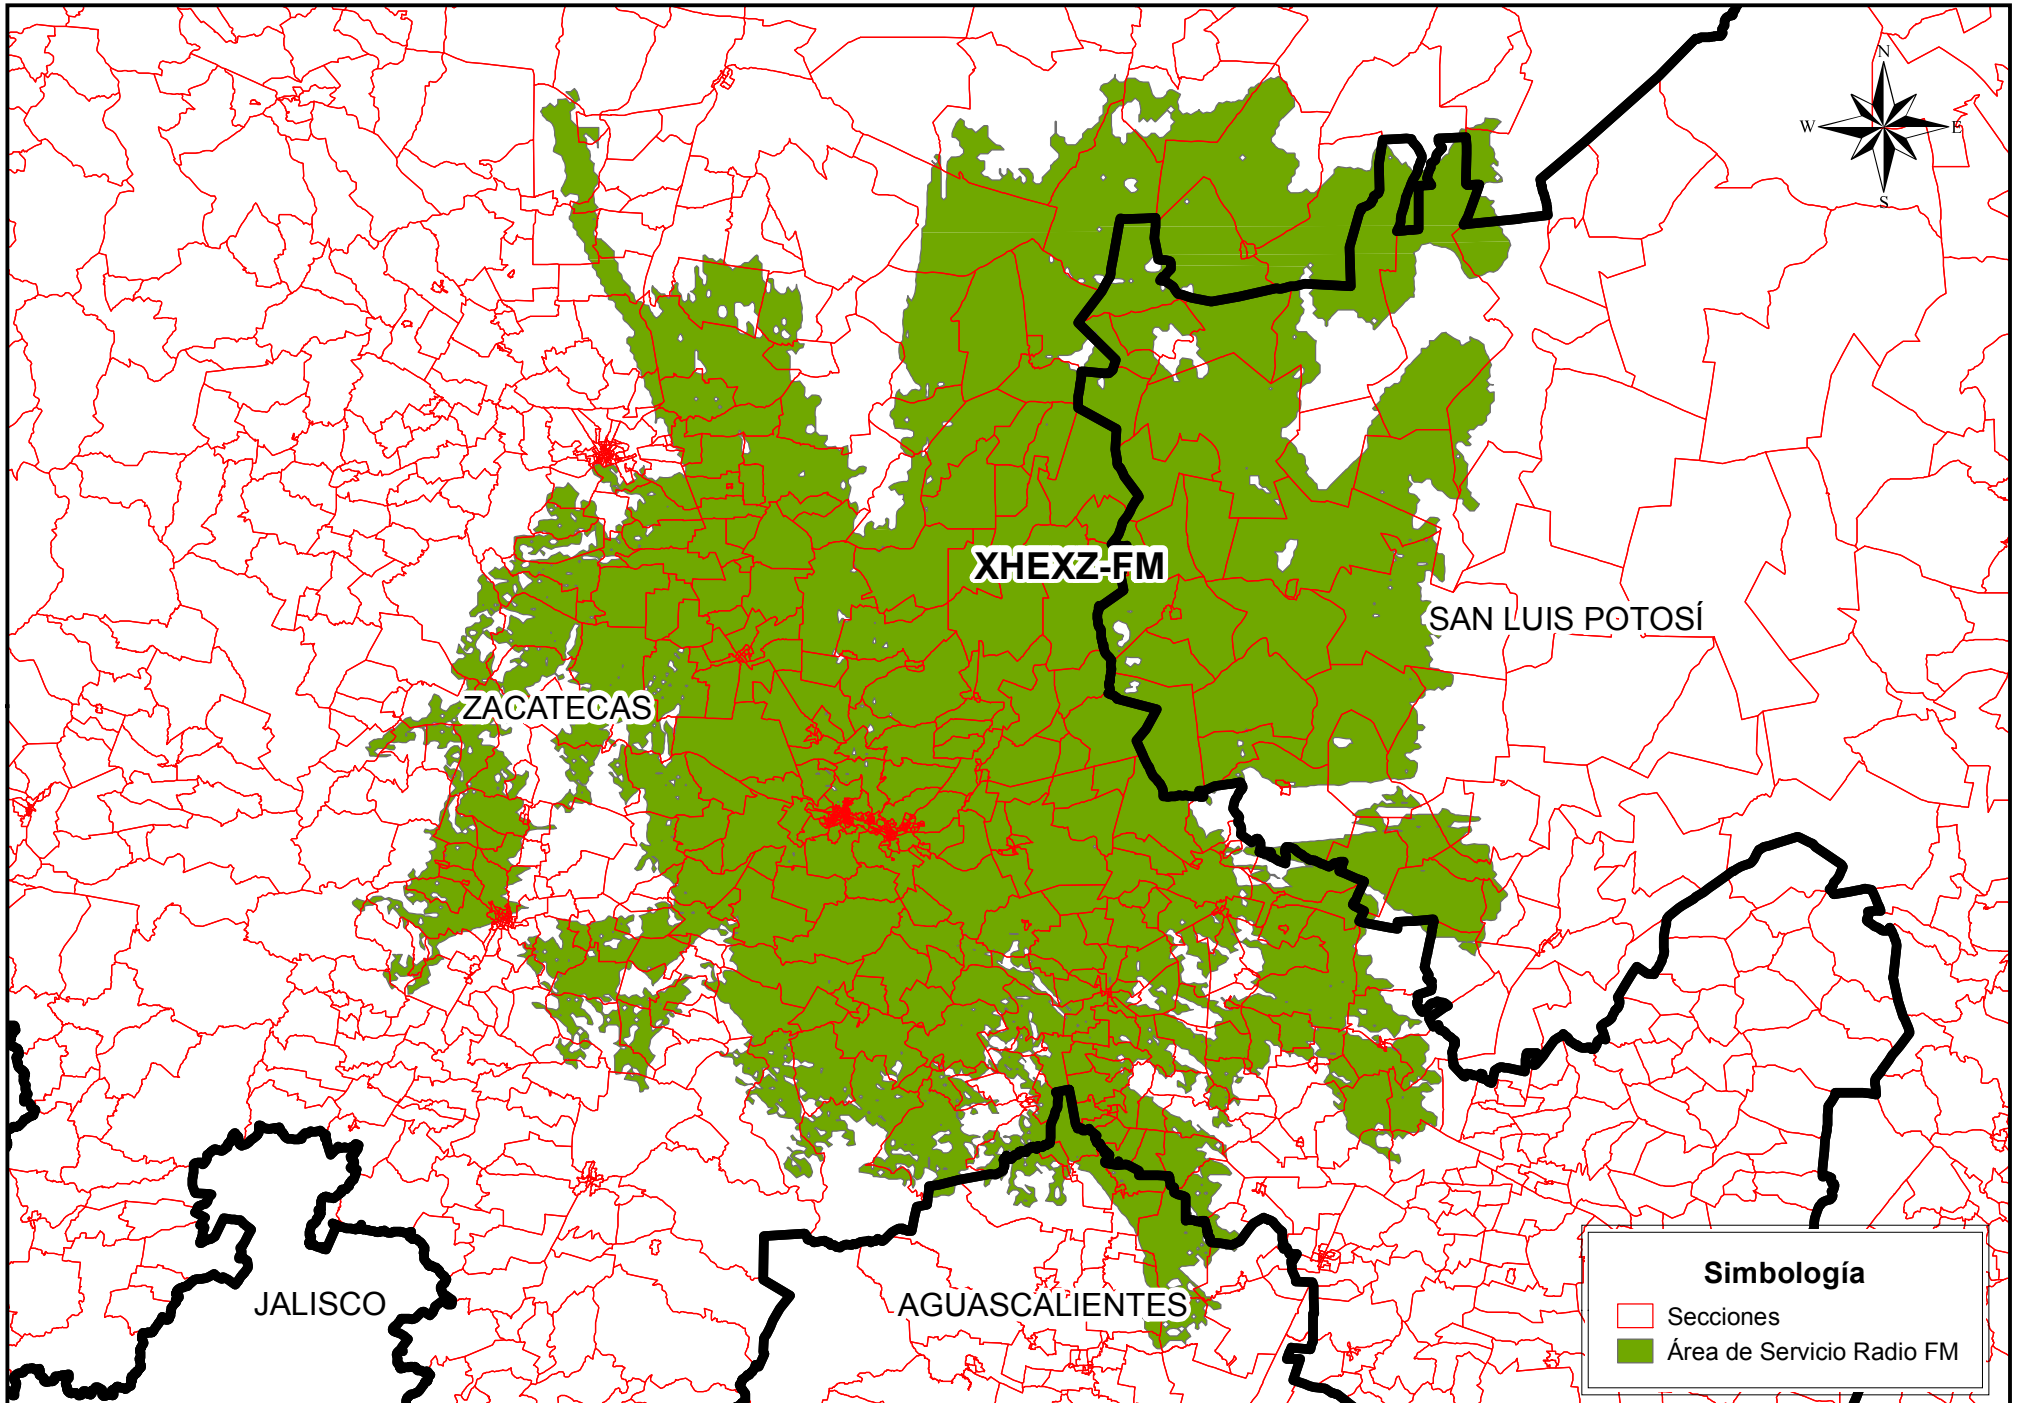 N
W E
S
XHEXZ-FM
SAN LUIS POTOSÍ
ZACATECAS
JALISCO
AGUASCALIENTES
Simbología
Secciones
Área de Servicio Radio FM